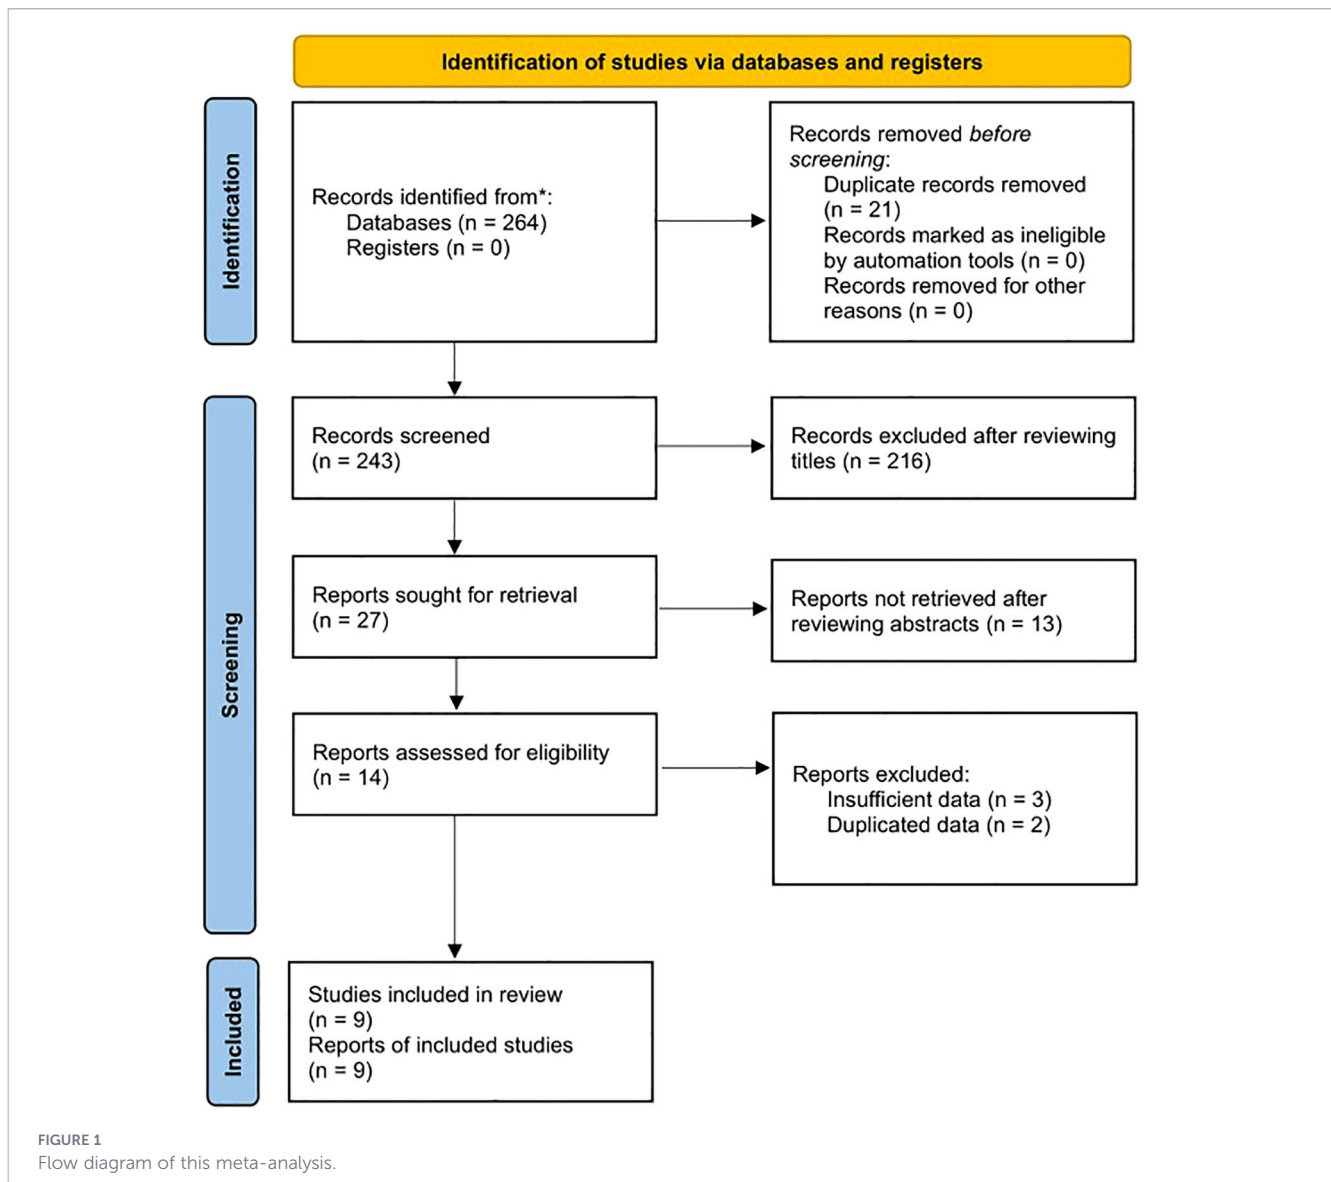 Identification of studies via databases and registers
Identification
Records identified from*:
Databases (n = 264)
Registers (n = 0)
Records removed before
screening:
Duplicate records removed
(n = 21)
Records marked as ineligible
by automation tools (n = 0)
Records removed for other
reasons (n = 0)
Screening
Records screened
(n = 243)
Records excluded after reviewing
titles (n = 216)
Reports sought for retrieval
(n = 27)
Reports not retrieved after
reviewing abstracts (n = 13)
Reports assessed for eligibility
(n = 14)
Reports excluded:
Insufficient data (n = 3)
Duplicated data (n = 2)
Included
Studies included in review
(n = 9)
Reports of included studies
(n = 9)
FIGURE 1
Flow diagram of this meta-analysis.